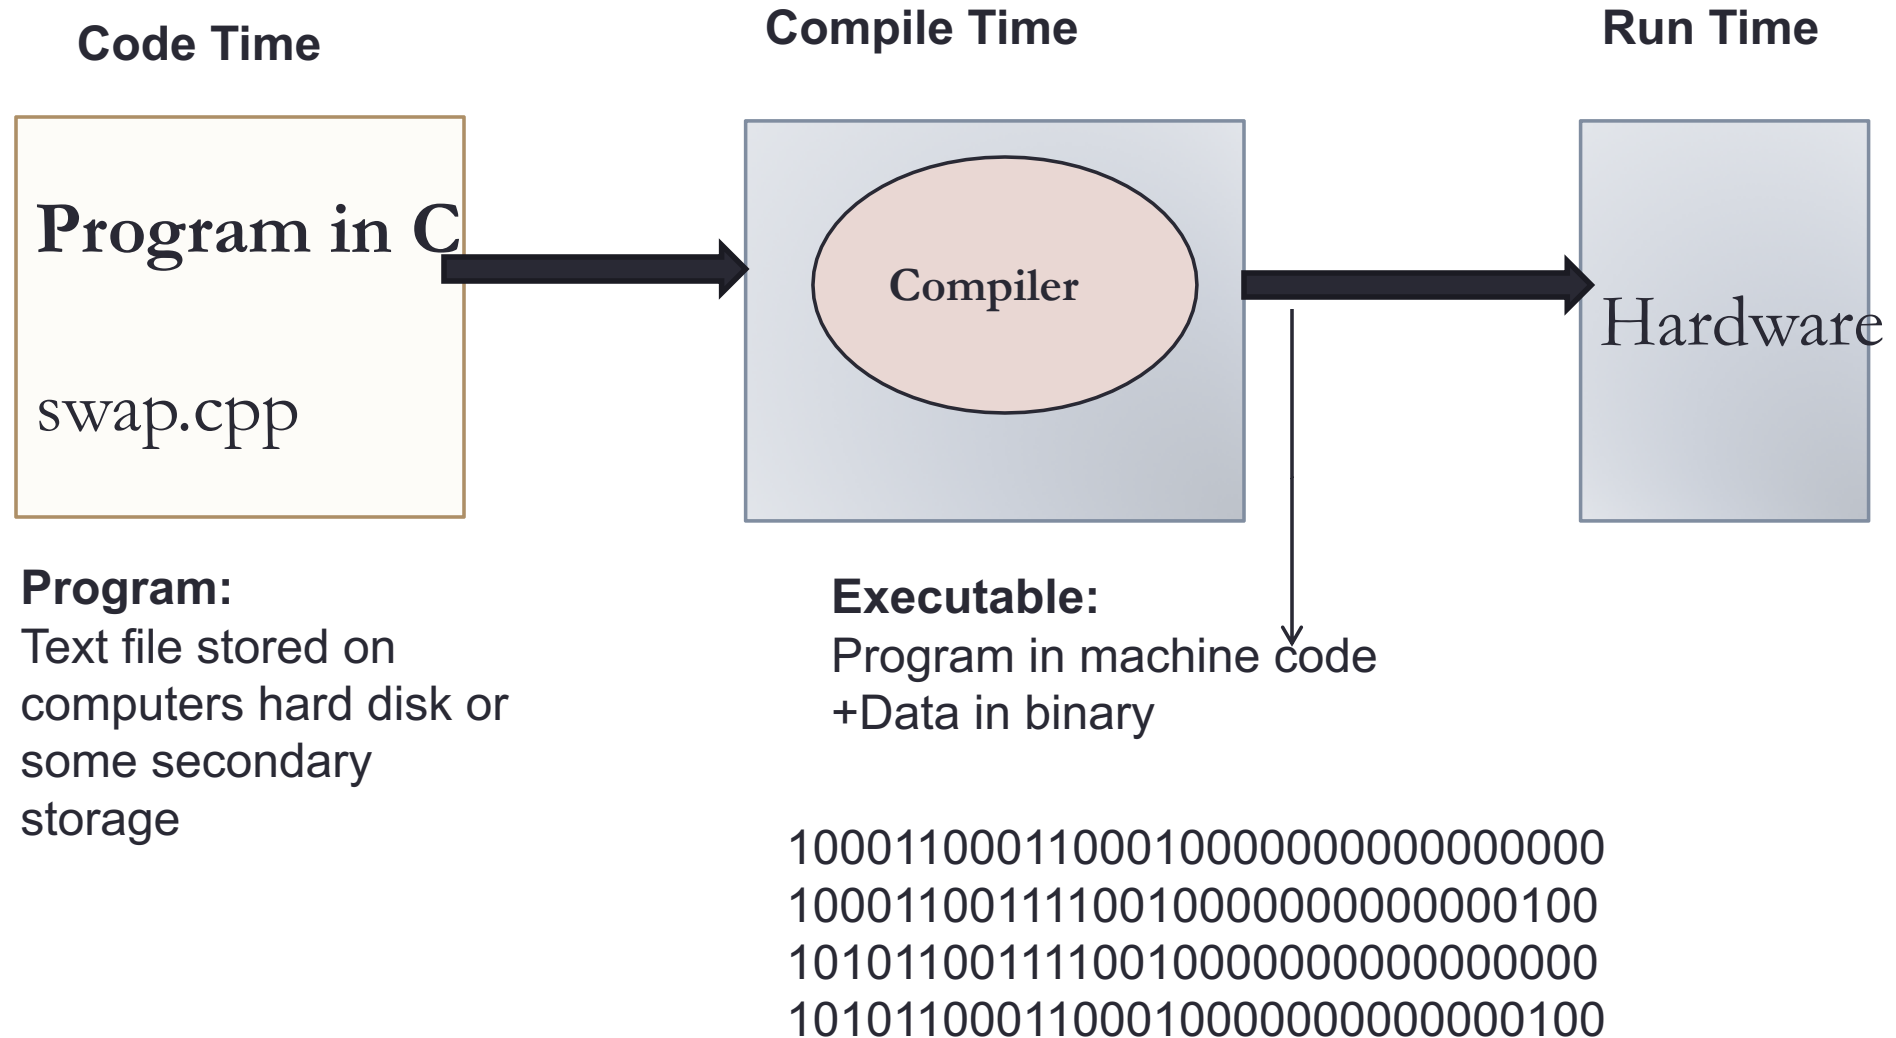 Code Time
Compile Time
Run Time
Program in C
swap.cpp
Compiler
Hardware
Program:
Text file stored on
computers hard disk or
some secondary
storage
Executable:
Program in machine code
+Data in binary
10001100011000100000000000000000
10001100111100100000000000000100
10101100111100100000000000000000
10101100011000100000000000000100